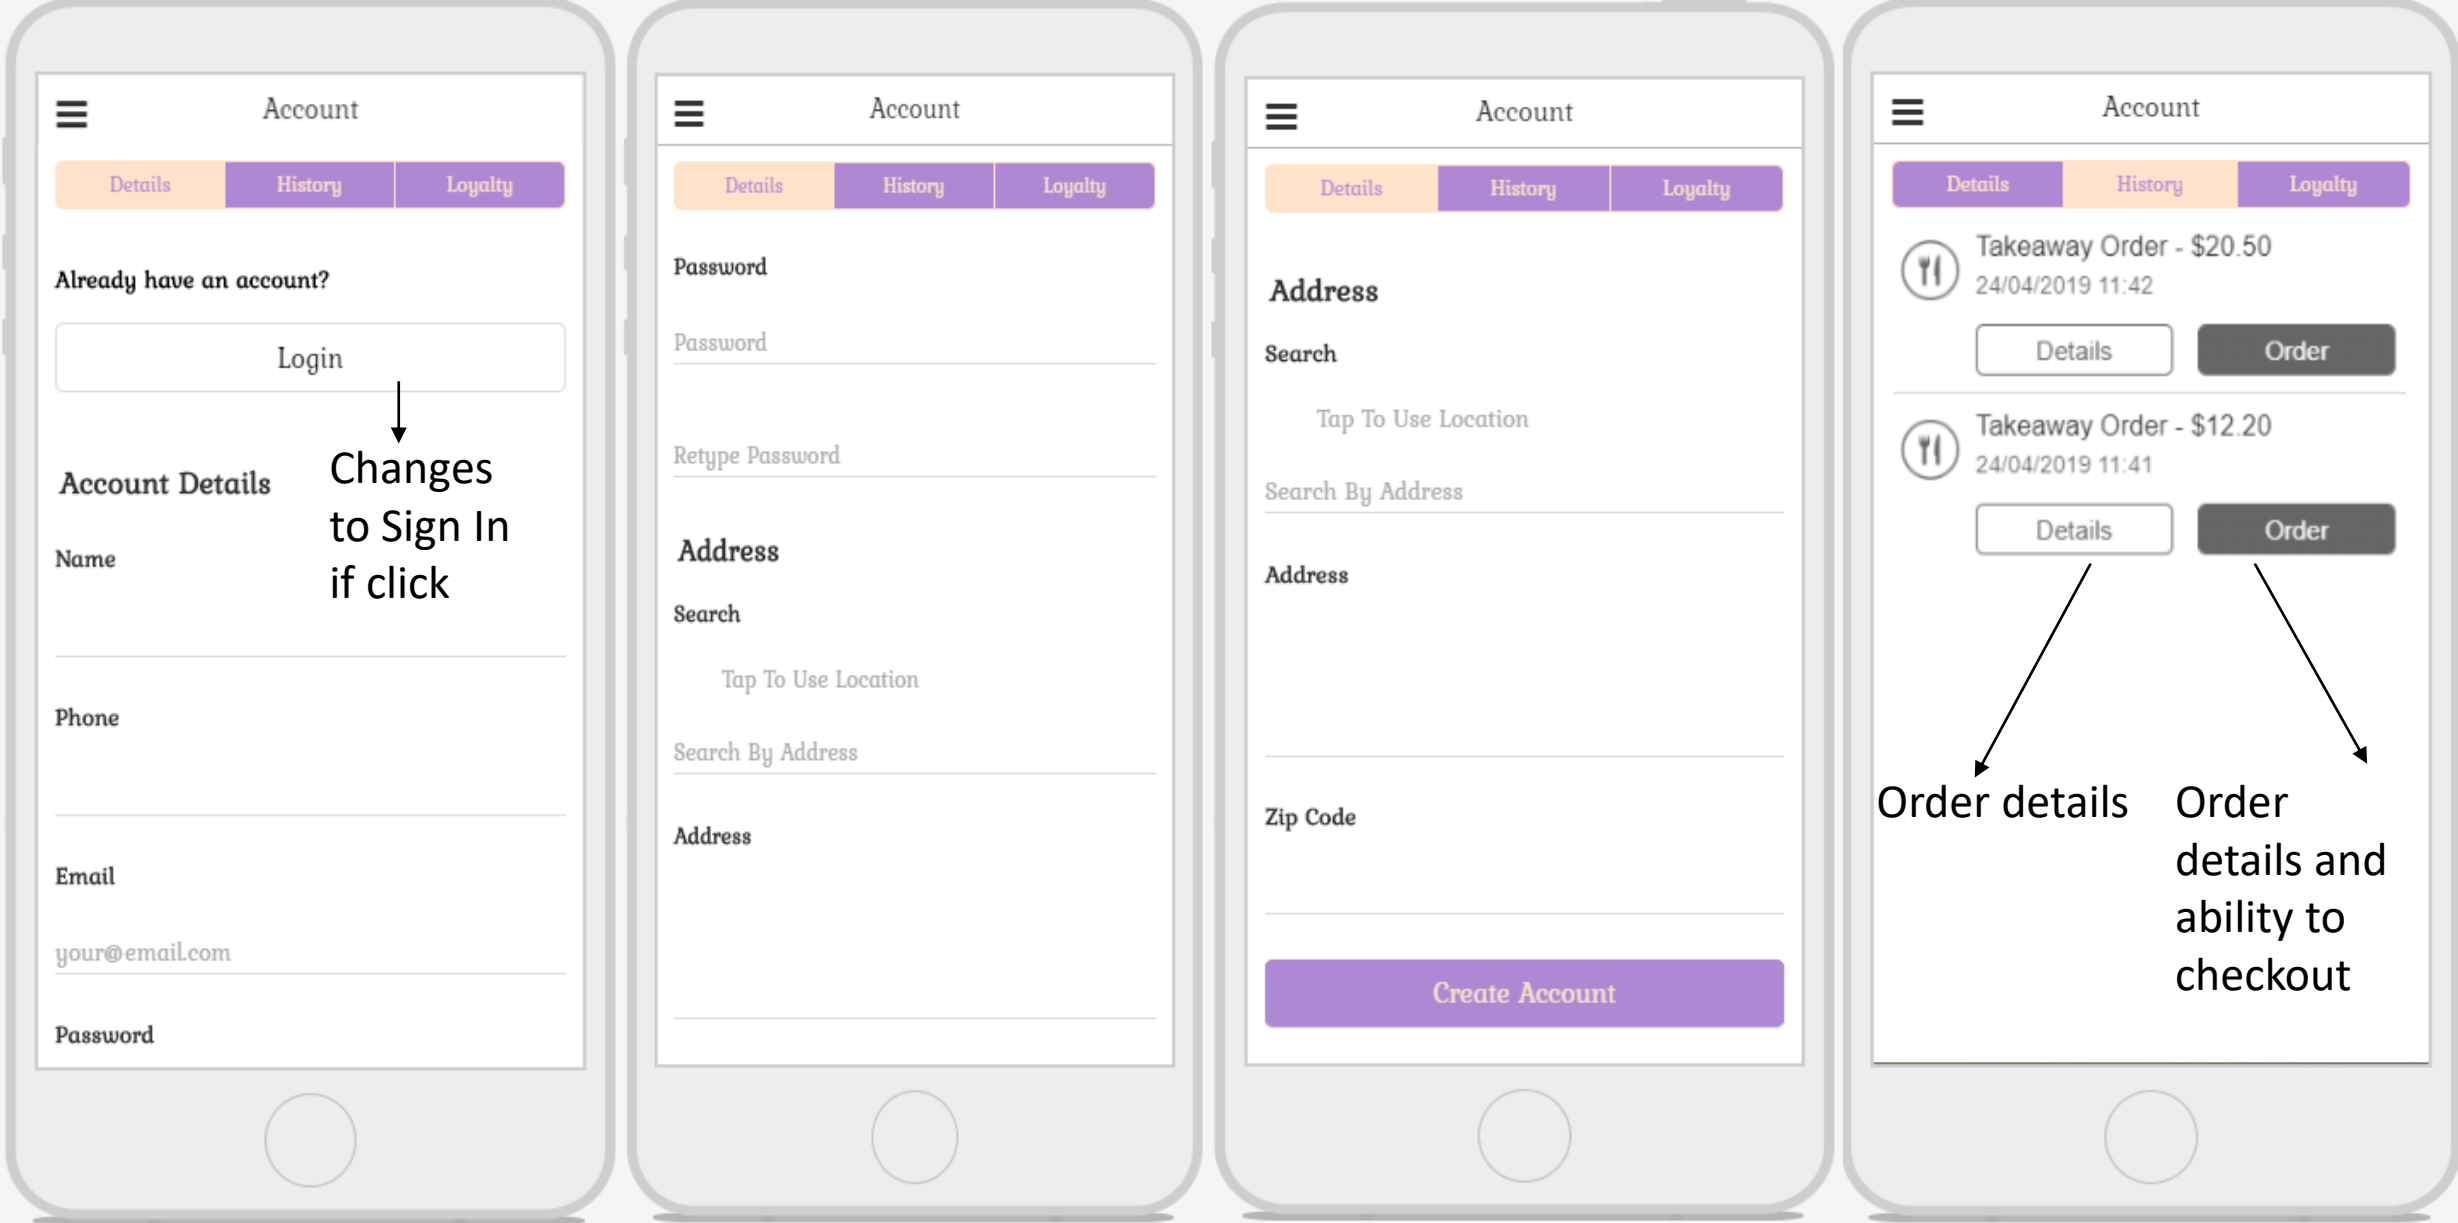 Account
Details History Loyalty
Already have an account?
Login
Changes
to Sign In
if click
Account Details
Name
Phone
Email
your@email.com
Password
Account
Details History Loyalty
Password
Password
Retype Password
Address
Search
Tap To Use Location
Search By Address
Address
Account
Details History Loyalty
Address
Search
Tap To Use Location
Search By Address
Address
Zip Code
Create Account
Account
Details History Loyalty
Takeaway Order - $20.50
24/04/2019 11:42
Details Order
Takeaway Order - $12.20
24/04/2019 11:41
Details Order
Order details
Order
details and
ability to
checkout